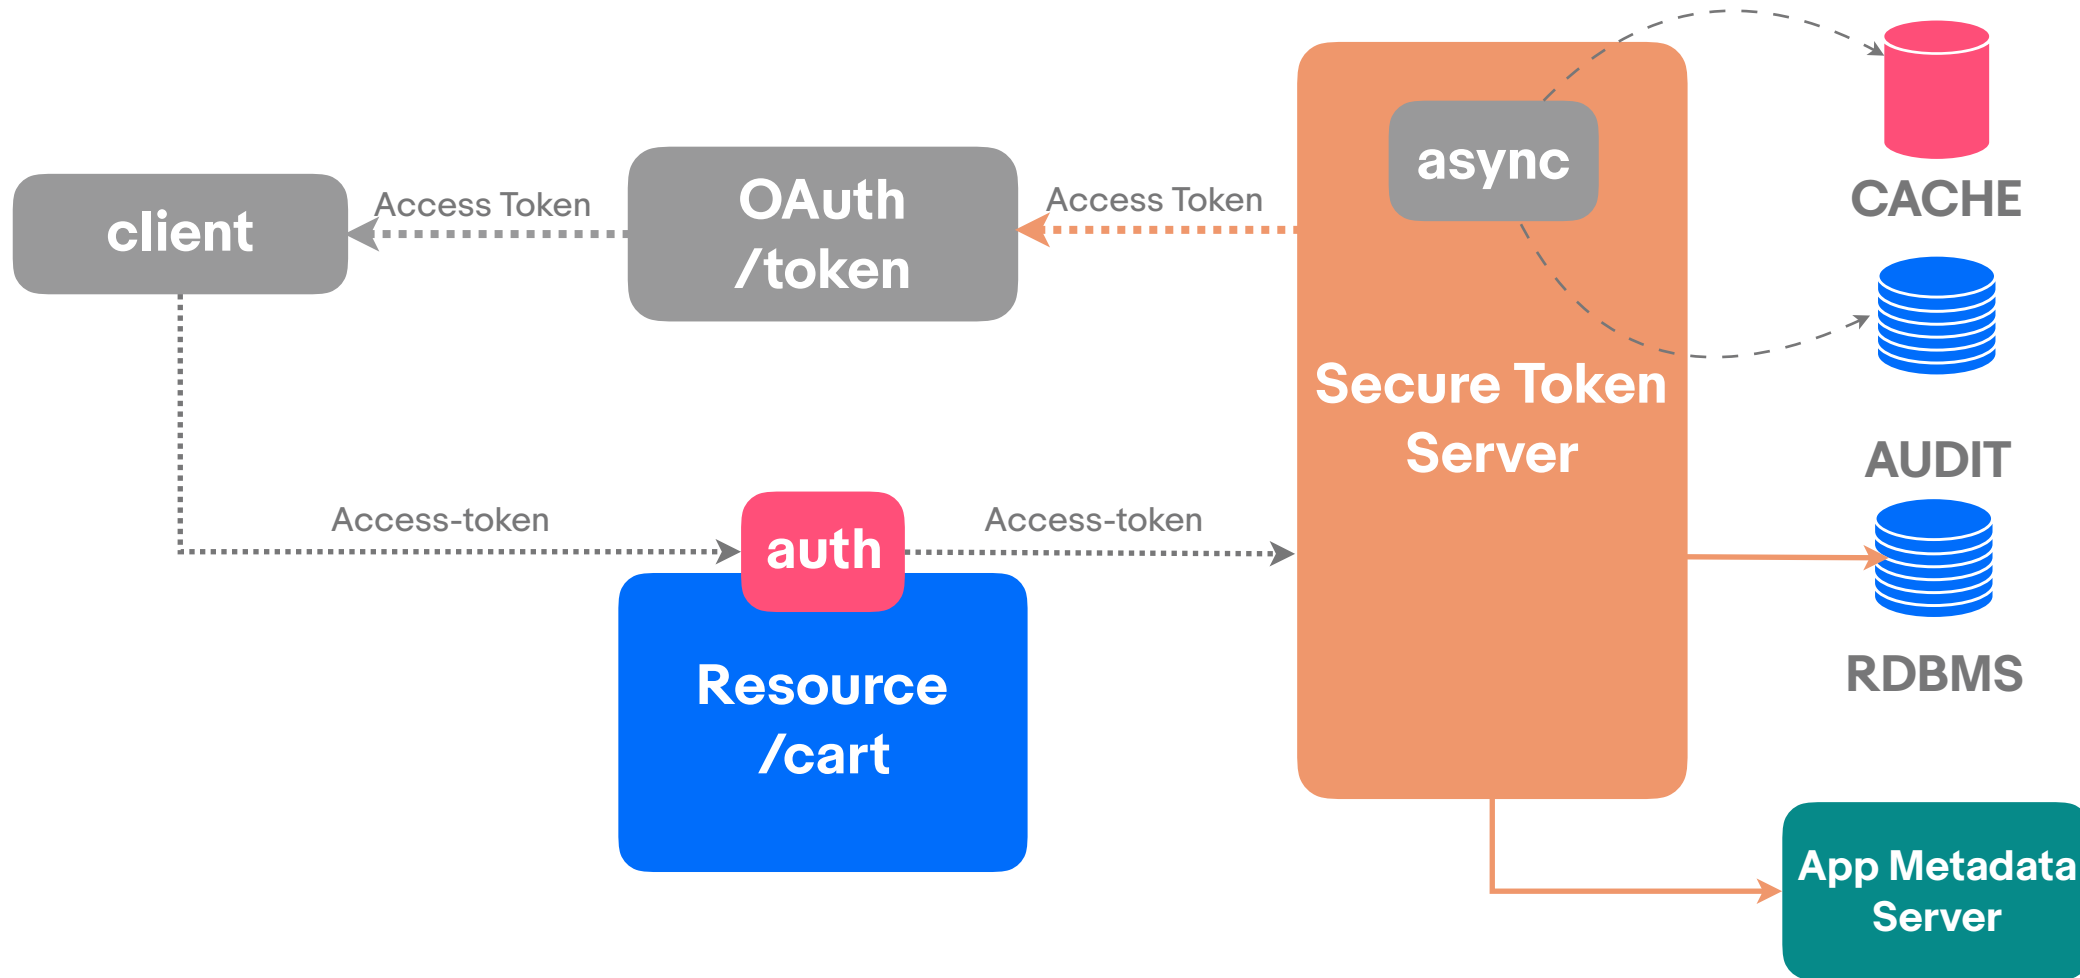 client
Access Token
OAuth
/token
Access Token
async
Secure Token
Server
CACHE
AUDIT
RDBMS
Access-token
auth
Access-token
Resource
/cart
App Metadata
Server